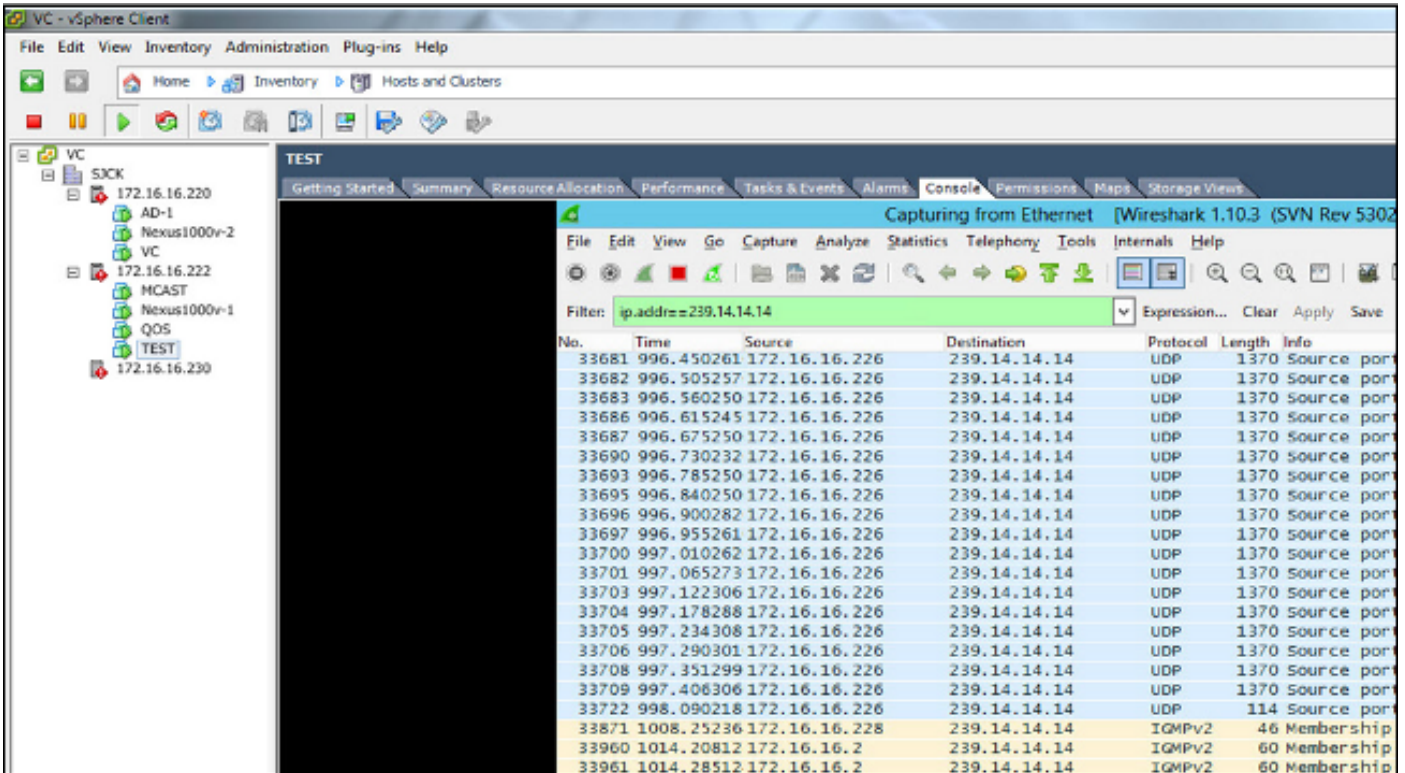 VC - vSphere Client
File Edit View Inventory Administration Plug-ins Help
Home Inventory Hosts and Clusters
VC
SJCK
172.16.16.220
AD-1
Nexus1000v-2
VC
172.16.16.222
MCAST
Nexus1000v-1
QOS
TEST
172.16.16.230
TEST
Getting Started Summary Resource Allocation Performance Tasks & Events Alarms Console Permissions Maps Storage Views
Capturing from Ethernet [Wireshark 1.10.3 (SVN Rev 5302
File Edit View Go Capture Analyze Statistics Telephony Tools Internals Help
Filter: ip.addr==239.14.14.14 Expression... Clear Apply Save
No. Time Source Destination Protocol Length Info
33681 996.450261 172.16.16.226 239.14.14.14 UDP 1370 Source port
33682 996.505257 172.16.16.226 239.14.14.14 UDP 1370 Source port
33683 996.560250 172.16.16.226 239.14.14.14 UDP 1370 Source port
33686 996.615245 172.16.16.226 239.14.14.14 UDP 1370 Source port
33687 996.675250 172.16.16.226 239.14.14.14 UDP 1370 Source port
33690 996.730232 172.16.16.226 239.14.14.14 UDP 1370 Source port
33693 996.785250 172.16.16.226 239.14.14.14 UDP 1370 Source port
33695 996.840250 172.16.16.226 239.14.14.14 UDP 1370 Source port
33696 996.900282 172.16.16.226 239.14.14.14 UDP 1370 Source port
33697 996.955261 172.16.16.226 239.14.14.14 UDP 1370 Source port
33700 997.010262 172.16.16.226 239.14.14.14 UDP 1370 Source port
33701 997.065273 172.16.16.226 239.14.14.14 UDP 1370 Source port
33703 997.122306 172.16.16.226 239.14.14.14 UDP 1370 Source port
33704 997.178288 172.16.16.226 239.14.14.14 UDP 1370 Source port
33705 997.234308 172.16.16.226 239.14.14.14 UDP 1370 Source port
33706 997.290301 172.16.16.226 239.14.14.14 UDP 1370 Source port
33708 997.351299 172.16.16.226 239.14.14.14 UDP 1370 Source port
33709 997.406306 172.16.16.226 239.14.14.14 UDP 1370 Source port
33722 998.090218 172.16.16.226 239.14.14.14 UDP 114 Source port
33871 1008.25236 172.16.16.228 239.14.14.14 IGMPv2 46 Membership
33960 1014.20812 172.16.16.2 239.14.14.14 IGMPv2 60 Membership
33961 1014.28512 172.16.16.2 239.14.14.14 IGMPv2 60 Membership